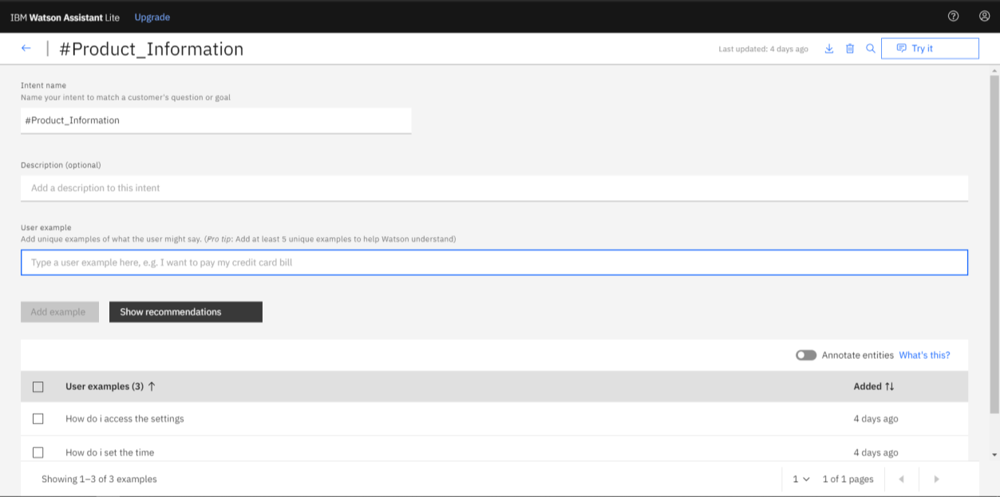 IBM Watson Assistant Lite Upgrade
#Product_Information
Last updated: 4 days ago
Try it
Intent name
Name your intent to match a customer's question or goal
#Product_Information
Description (optional)
Add a description to this intent
User example
Add unique examples of what the user might say. (Pro tip: Add at least 5 unique examples to help Watson understand)
Type a user example here, e.g. I want to pay my credit card bill
Add example Show recommendations
Annotate entities What's this?
User examples (3) ↑ Added ↑↓
How do i access the settings 4 days ago
How do i set the time 4 days ago
Showing 1–3 of 3 examples 1 1 of 1 pages